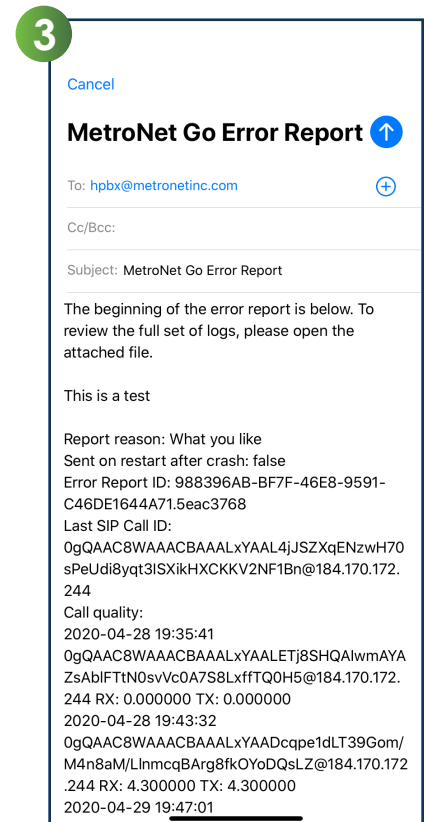 3
Cancel
MetroNet Go Error Report
To: hpbx@metronetinc.com
Cc/Bcc:
Subject: MetroNet Go Error Report
The beginning of the error report is below. To
review the full set of logs, please open the
attached file.
This is a test
Report reason: What you like
Sent on restart after crash: false
Error Report ID: 988396AB-BF7F-46E8-9591-
C46DE1644A71.5eac3768
Last SIP Call ID:
0gQAAC8WAAACBAAALxYAAL4jJSZXqENzwH70
sPeUdi8yqt3ISXikHXCKKV2NF1Bn@184.170.172.
244
Call quality:
2020-04-28 19:35:41
0gQAAC8WAAACBAAALxYAALETj8SHQAIwmAYA
ZsAblFTtN0svVc0A7S8LxffTQ0H5@184.170.172.
244 RX: 0.000000 TX: 0.000000
2020-04-28 19:43:32
0gQAAC8WAAACBAAALxYAADcqpe1dLT39Gom/
M4n8aM/LlnmcqBArg8fkOYoDQsLZ@184.170.172
.244 RX: 4.300000 TX: 4.300000
2020-04-29 19:47:01